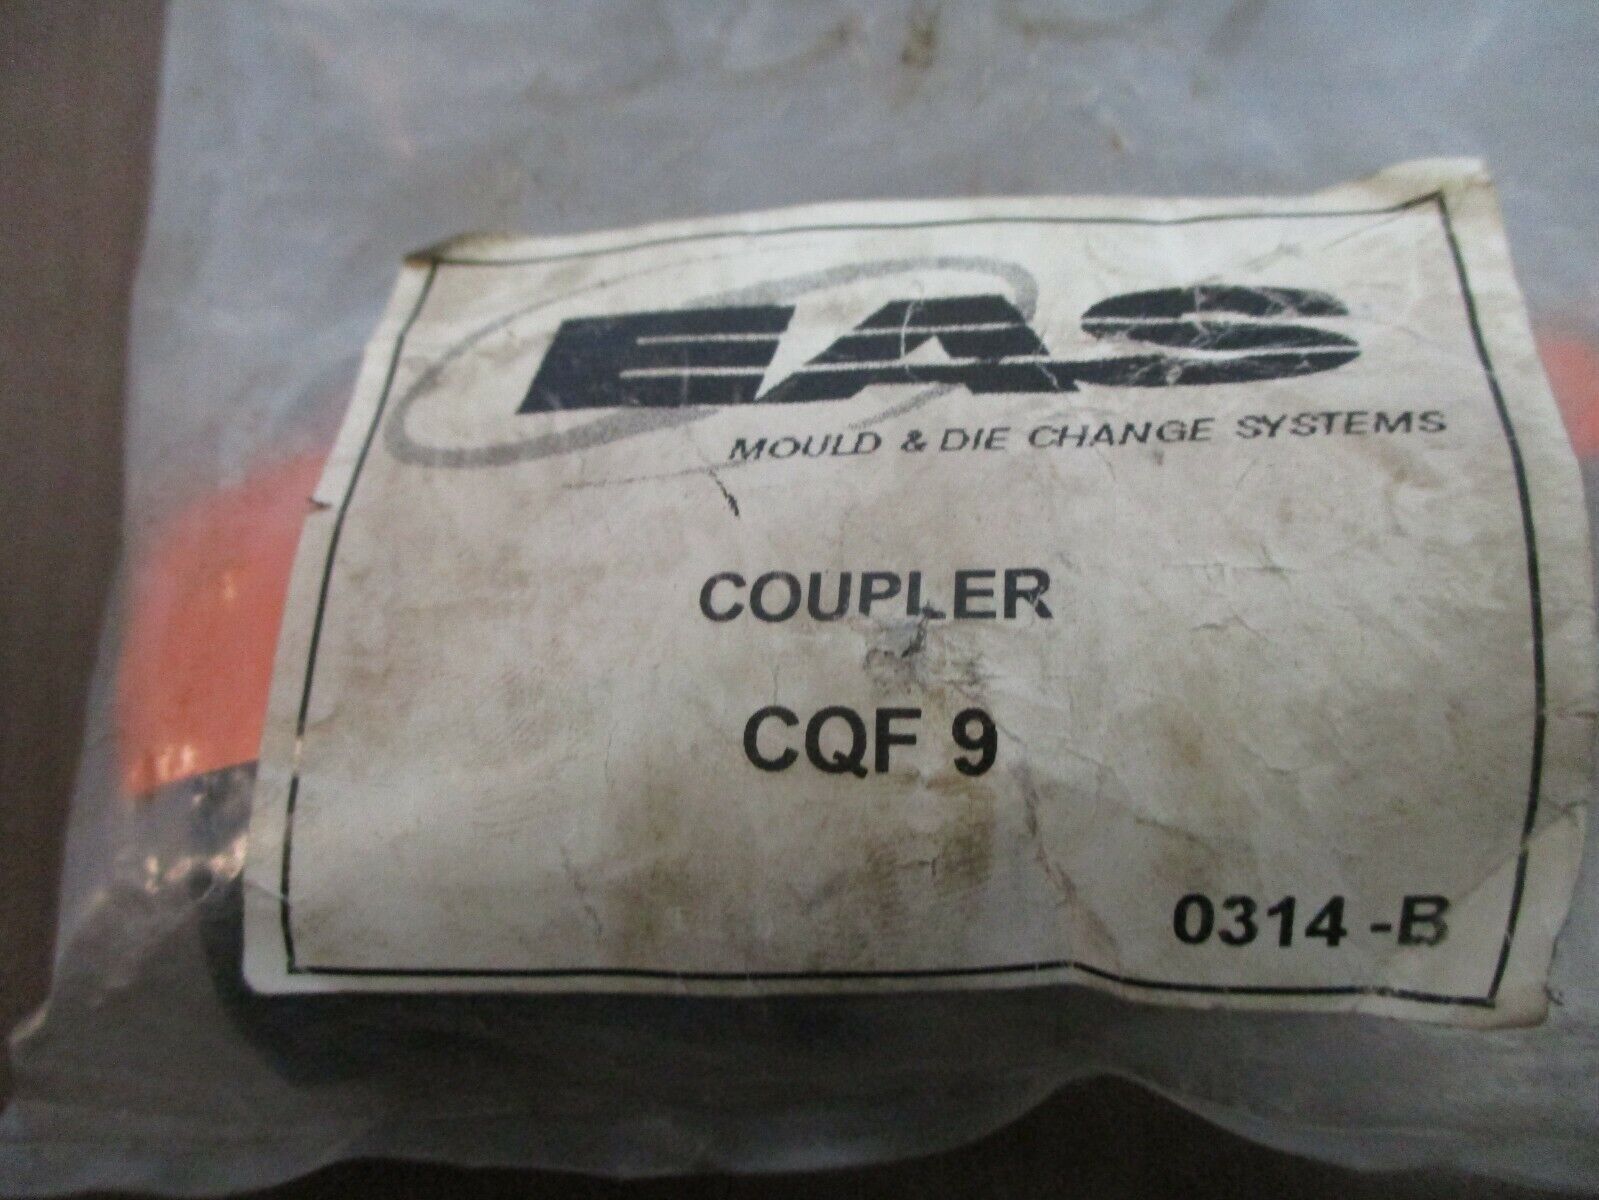 EAS
MOULD & DIE CHANGE SYSTEMS
COUPLER
CQF 9
0314 -B